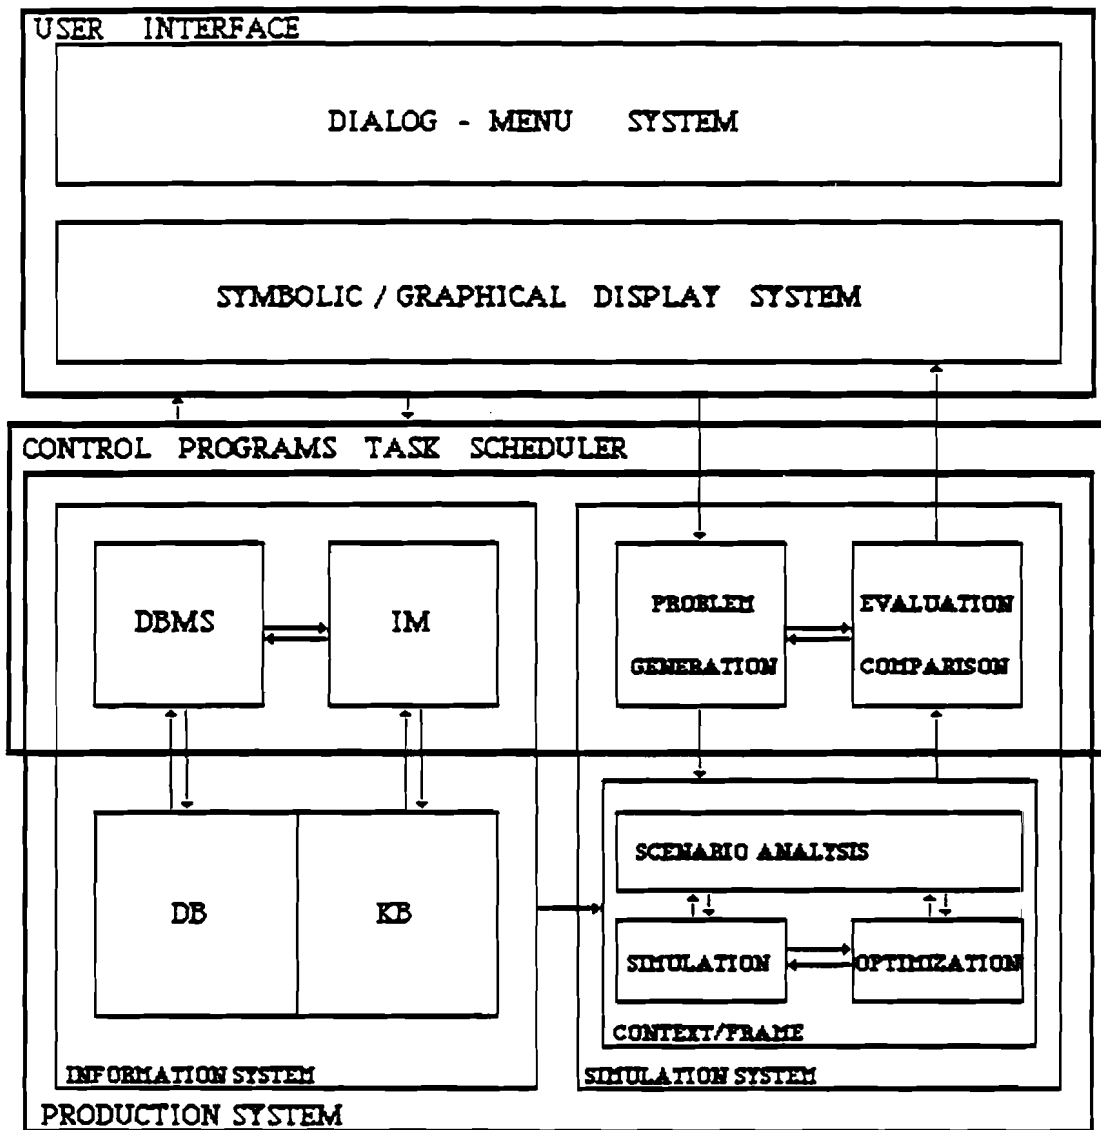 USER INTERFACE
DIALOG - MENU SYSTEM
SYMBOLIC / GRAPHICAL DISPLAY SYSTEM
CONTROL PROGRAMS TASK SCHEDULER
DBMS
IM
PROBLEM
GENERATION
EVALUATION
COMPARISON
DB
KB
SCENARIO ANALYSIS
SIMULATION
OPTIMIZATION
CONTEXT/FRAME
INFORMATION SYSTEM
SIMULATION SYSTEM
PRODUCTION SYSTEM